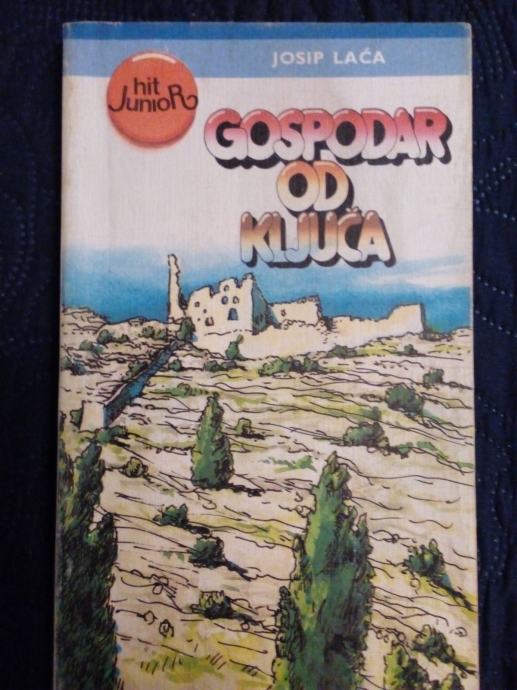 JOSIP LAĆA
hit
JunioR
GOSPODAR
OD
KLJUČA